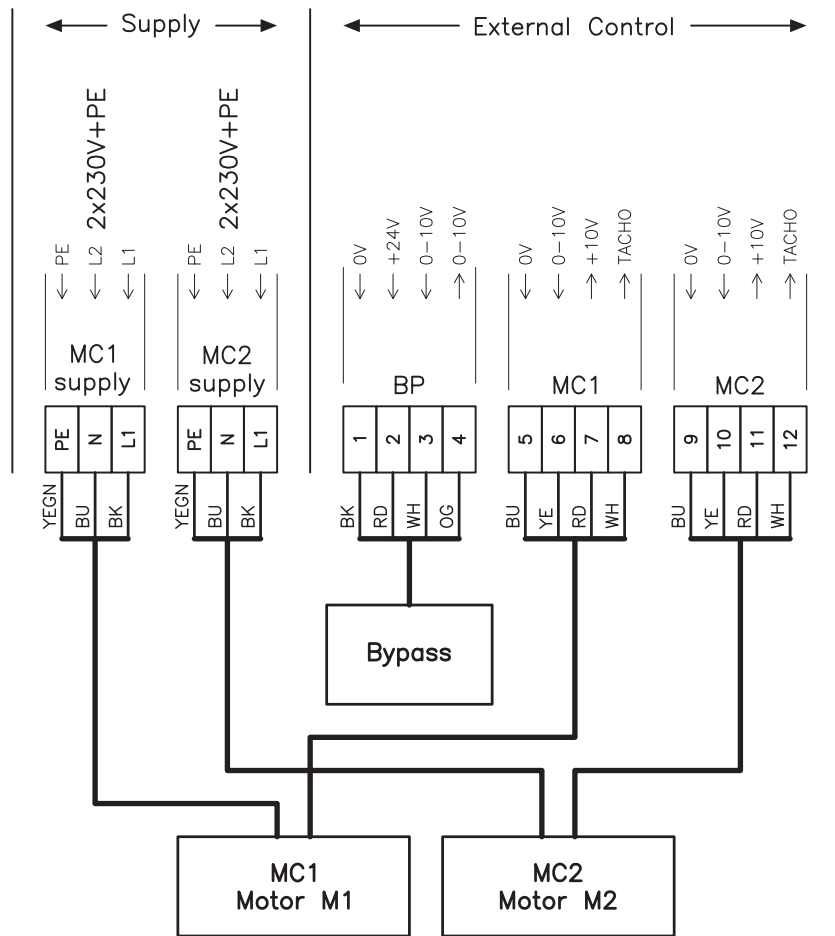 Supply
External Control
2x230V+PE
2x230V+PE
PE
L2
L1
PE
L2
L1
0V
+24V
0-10V
0-10V
0V
0-10V
+10V
TACHO
0V
0-10V
+10V
TACHO
MC1
supply
MC2
supply
BP
MC1
MC2
PE
N
L1
PE
N
L1
1
2
3
4
5
6
7
8
9
10
11
12
YEGN
BU
BK
YEGN
BU
BK
BK
RD
WH
OG
BU
YE
RD
WH
BU
YE
RD
WH
Bypass
MC1
Motor M1
MC2
Motor M2